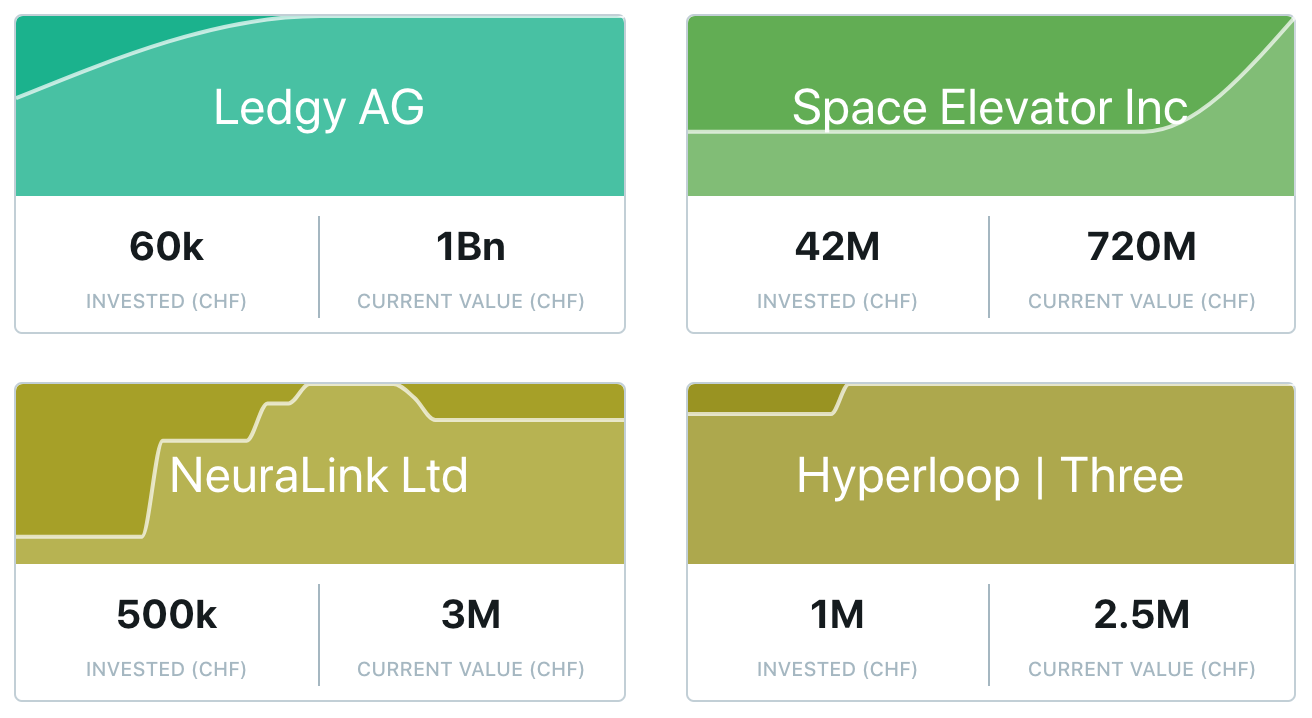 Ledgy AG
60k
INVESTED (CHF)
1Bn
CURRENT VALUE (CHF)
Space Elevator Inc
42M
INVESTED (CHF)
720M
CURRENT VALUE (CHF)
NeuraLink Ltd
500k
INVESTED (CHF)
3M
CURRENT VALUE (CHF)
Hyperloop | Three
1M
INVESTED (CHF)
2.5M
CURRENT VALUE (CHF)